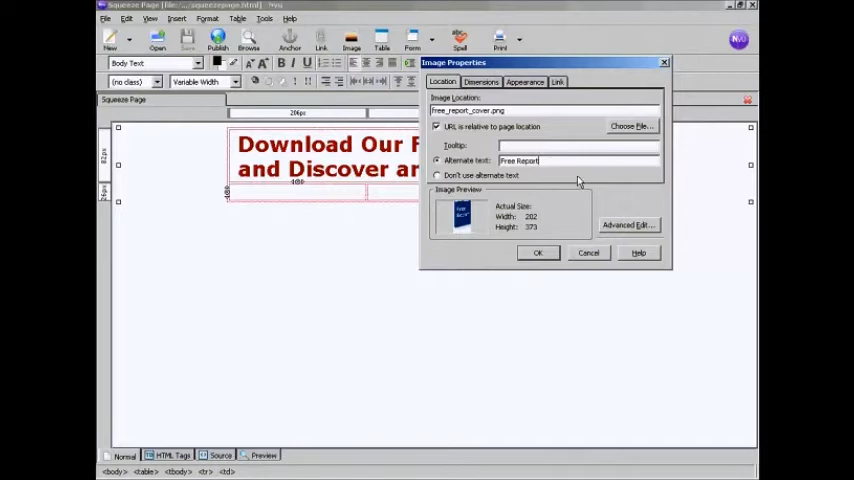 Squeeze Page [file:/.../squeezepage.html] - Nvu
File Edit View Insert Format Table Tools Help
New Open Save Publish Browse Anchor Link Image Table Form Spell Print
Body Text
(no class) Variable Width
Squeeze Page
206px
82px
26px
Download Our F
and Discover an
Image Properties
Location Dimensions Appearance Link
Image Location:
free_report_cover.png
URL is relative to page location
Choose File...
Tooltip:
Alternate text: Free Report
Don't use alternate text
Image Preview
Actual Size:
Width: 202
Height: 373
Advanced Edit...
OK Cancel Help
Normal HTML Tags Source Preview
<body> <table> <tbody> <tr> <td>